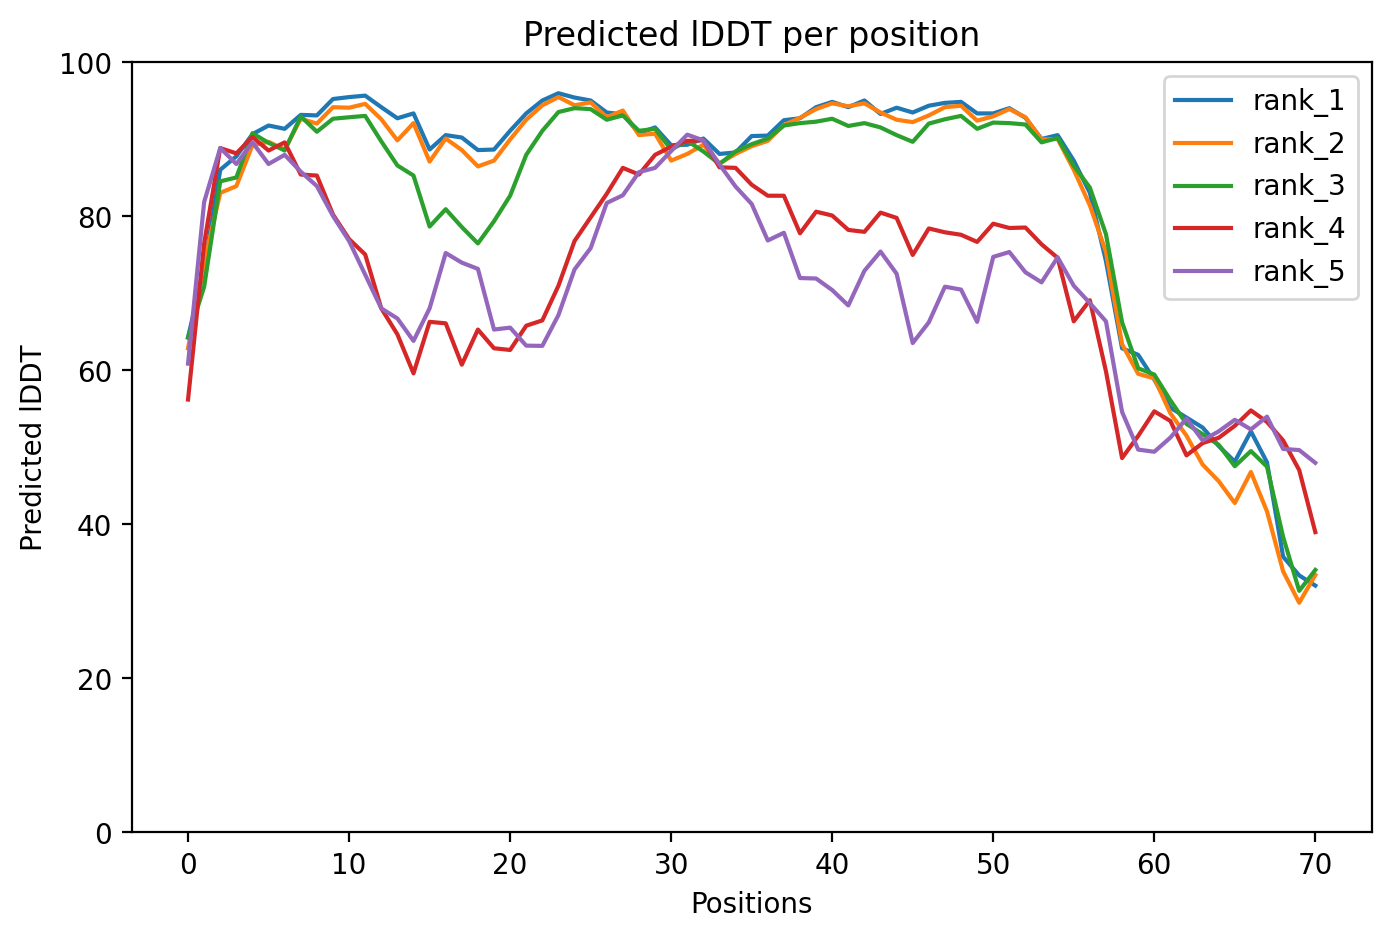 Predicted lDDT per position
100
80
60
40
20
0
Predicted lDDT
0 10 20 30 40 50 60 70
Positions
rank_1
rank_2
rank_3
rank_4
rank_5